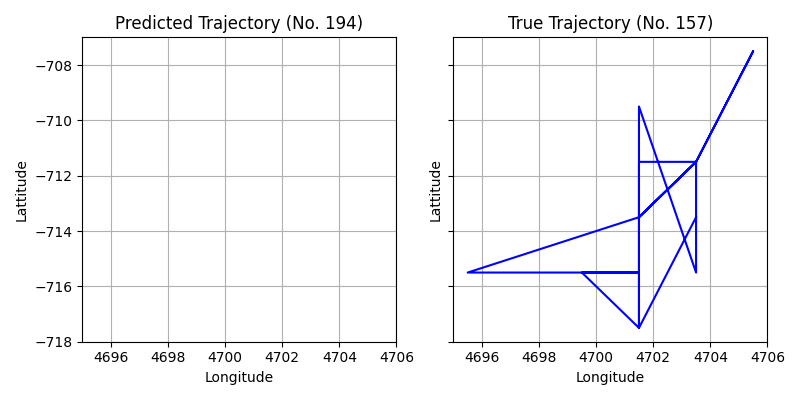 Predicted Trajectory (No. 194)
True Trajectory (No. 157)
−708
−710
−712
−714
−716
−718
Lattitude
Lattitude
4696 4698 4700 4702 4704 4706
4696 4698 4700 4702 4704 4706
Longitude
Longitude